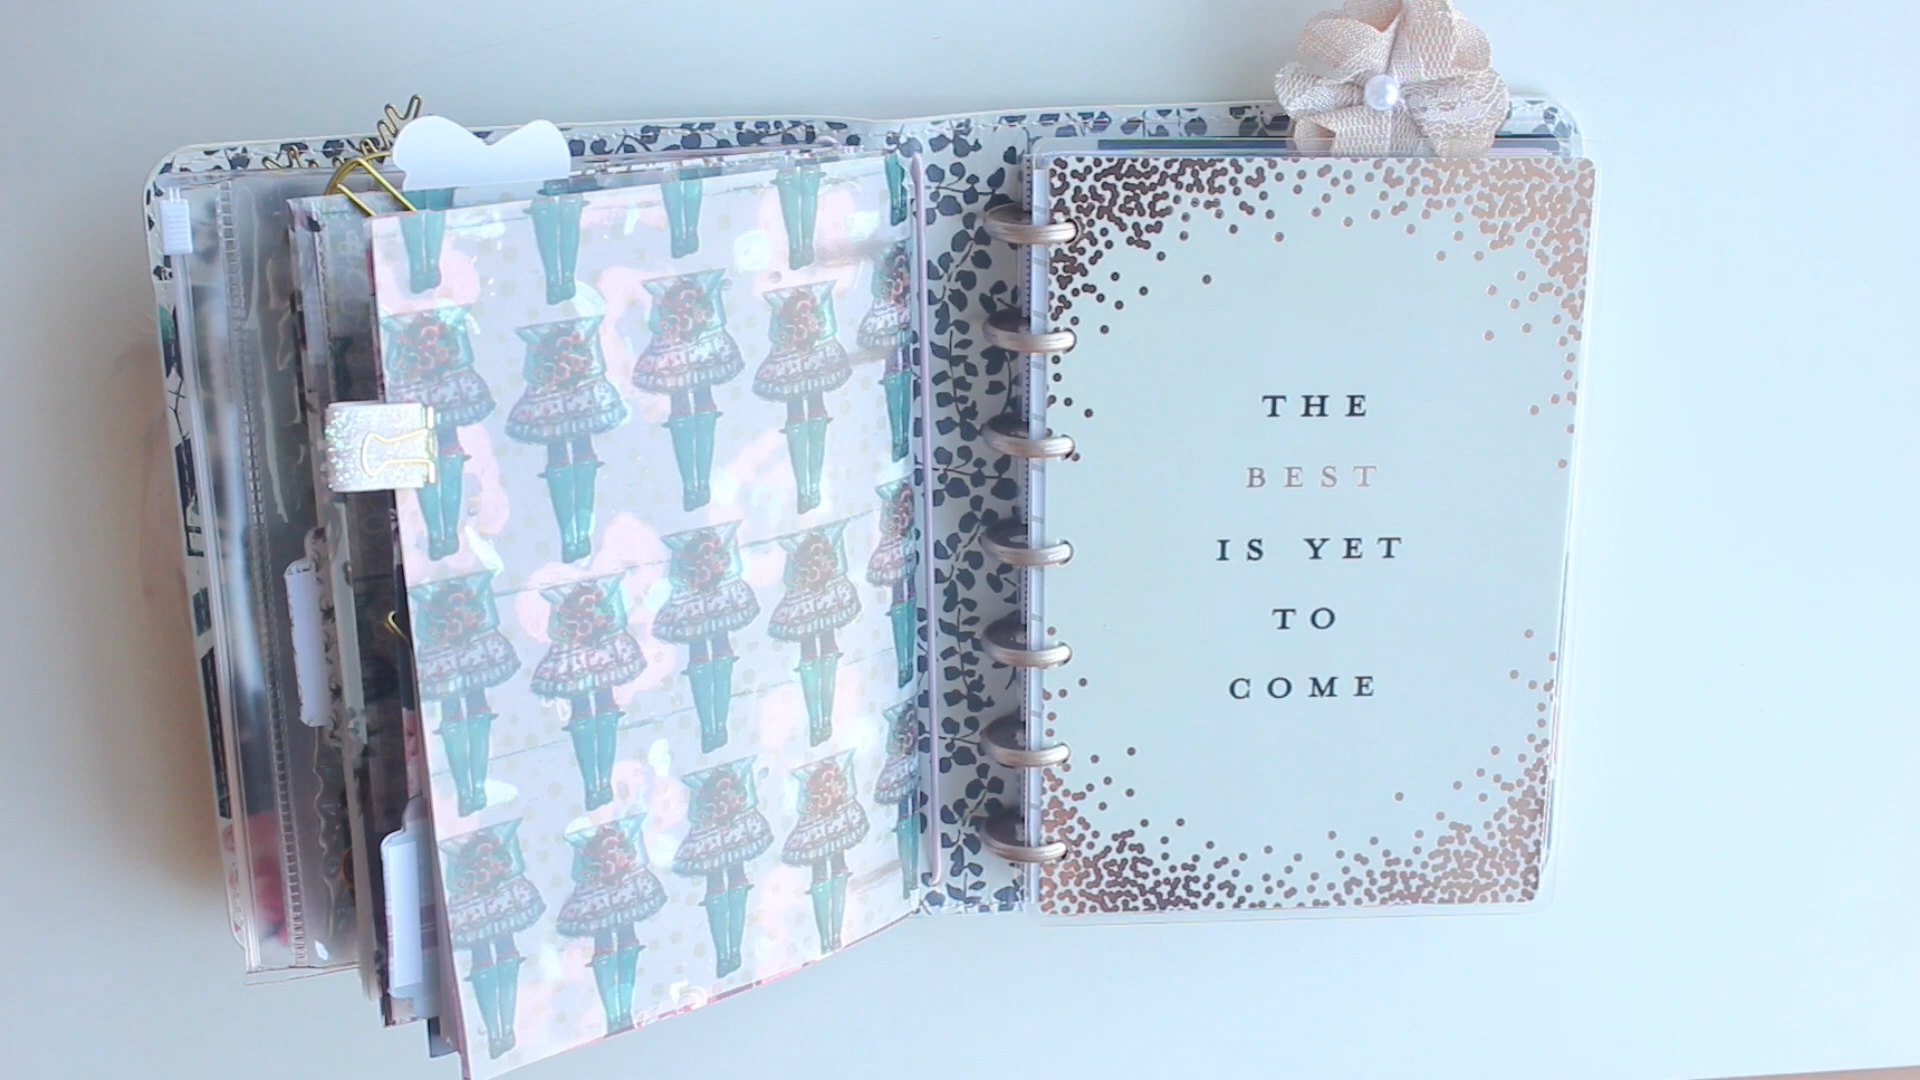 THE
BEST
IS YET
TO
COME